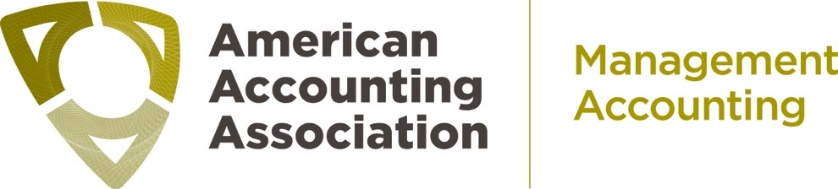 American
Accounting
Association
Management
Accounting